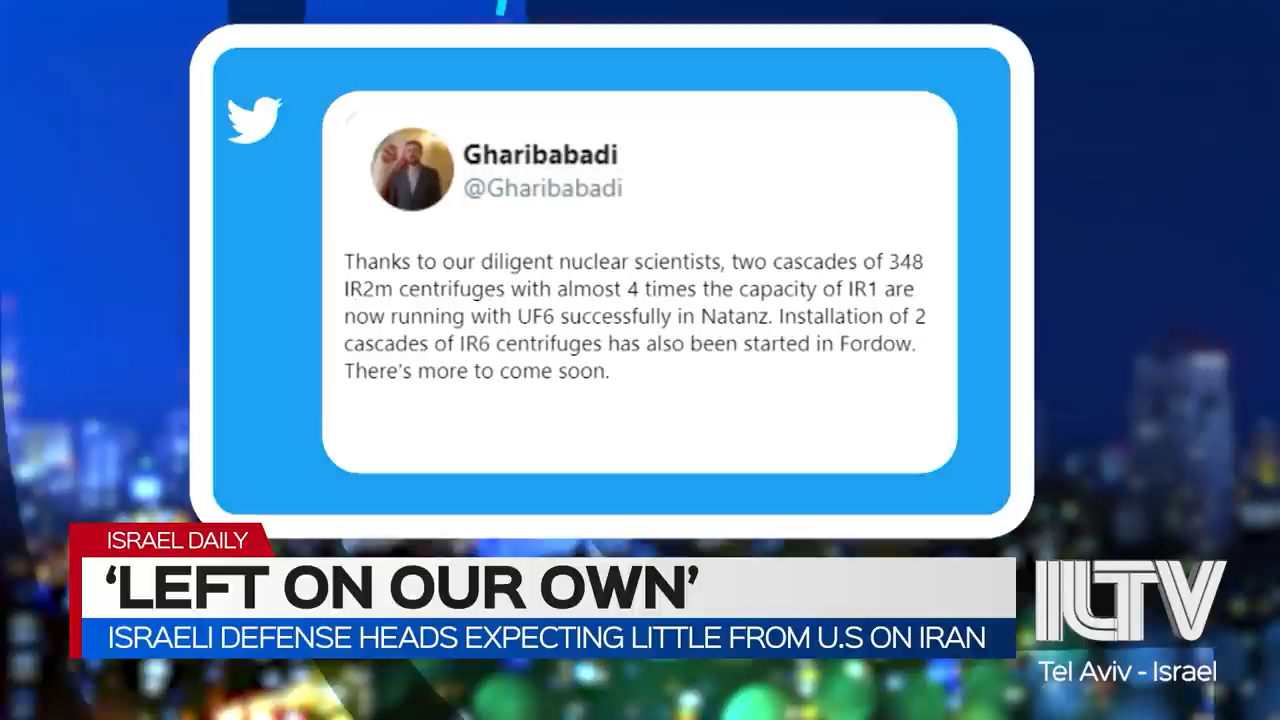 Gharibabadi
@Gharibabadi
Thanks to our diligent nuclear scientists, two cascades of 348
IR2m centrifuges with almost 4 times the capacity of IR1 are
now running with UF6 successfully in Natanz. Installation of 2
cascades of IR6 centrifuges has also been started in Fordow.
There's more to come soon.
ISRAEL DAILY
‘LEFT ON OUR OWN’
ISRAELI DEFENSE HEADS EXPECTING LITTLE FROM U.S ON IRAN
ILTV
Tel Aviv - Israel